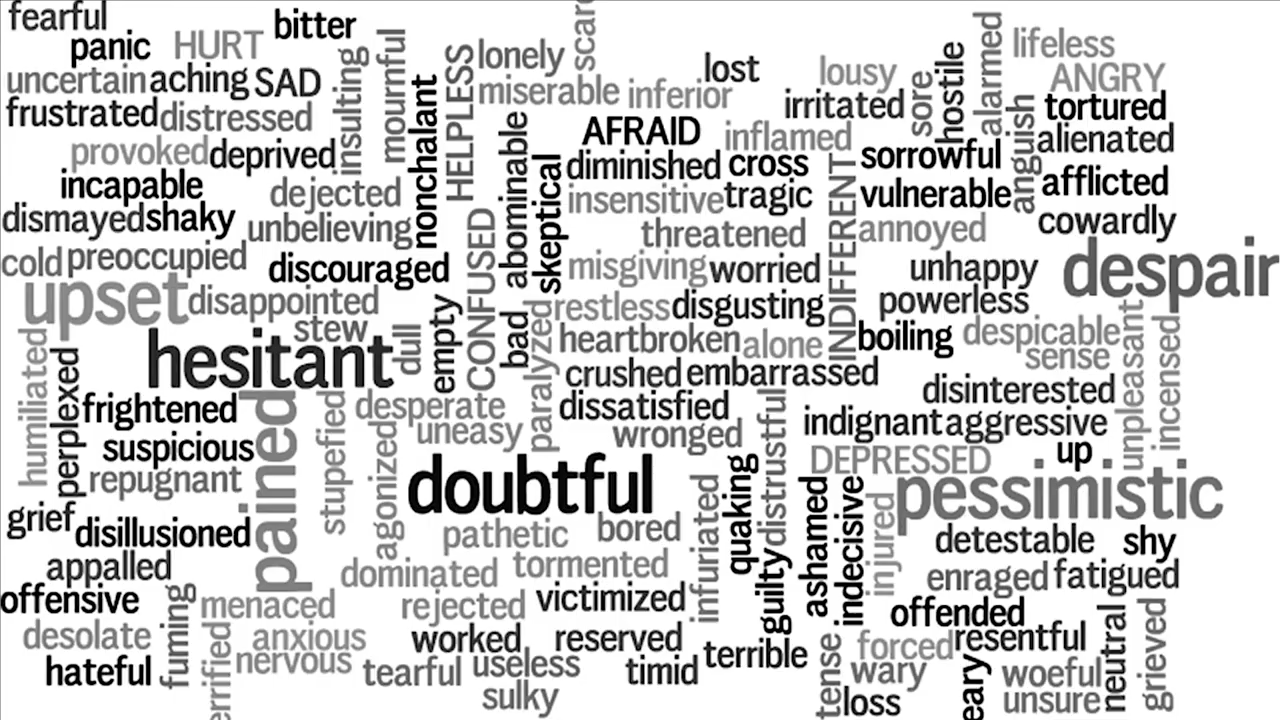 fearful
bitter
panic
HURT
scare
lonely
lost
lifeless
uncertain
aching
SAD
insulting
mournful
HELPLESS
lousy
sore
hostile
alarmed
ANGRY
miserable
inferior
irritated
tortured
frustrated
distressed
nonchalant
abominable
AFRAID
inflamed
anguish
alienated
provoked
deprived
skeptical
diminished
cross
sorrowful
incapable
dejected
insensitive
tragic
INDIFFERENT
vulnerable
afflicted
dismayed
shaky
unbelieving
CONFUSED
threatened
annoyed
cowardly
cold
preoccupied
discouraged
misgiving
worried
unhappy
despair
upset
disappointed
restless
disgusting
powerless
stew
dull
empty
bad
paralyzed
heartbroken
alone
boiling
despicable
sense
unpleasant
incensed
hesitant
humiliated
perplexed
crushed
embarrassed
disinterested
frightened
pained
stupefied
desperate
dissatisfied
distrustful
indignant
aggressive
suspicious
uneasy
wronged
up
repugnant
agonized
doubtful
DEPRESSED
pessimistic
grief
disillusioned
pathetic
bored
infuriated
quaking
guilty
ashamed
indecisive
injured
detestable
shy
appalled
dominated
tormented
enraged
fatigued
offensive
fuming
menaced
rejected
victimized
offended
desolate
anxious
worked
reserved
forced
resentful
neutral
grieved
hateful
errified
nervous
tearful
useless
timid
terrible
tense
wary
eary
woeful
sulky
loss
unsure